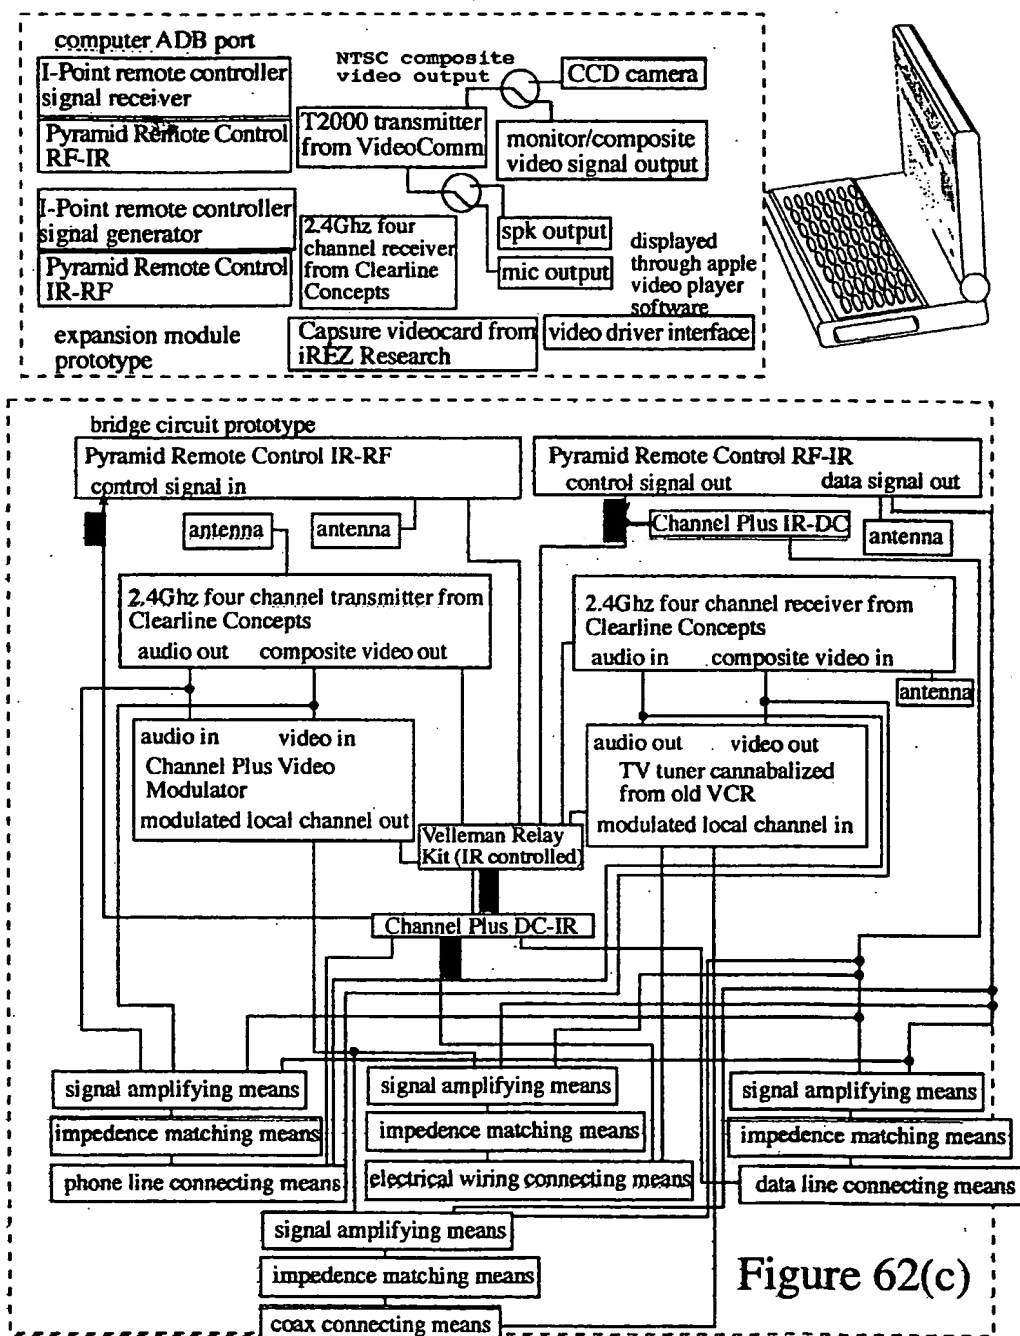 computer ADB port
I-Point remote controller
signal receiver
Pyramid Remote Control
RF-IR
I-Point remote controller
signal generator
Pyramid Remote Control
IR-RF
expansion module
prototype
NTSC composite
video output
CCD camera
T2000 transmitter
from VideoComm
monitor/composite
video signal output
2.4Ghz four
channel receiver
from Clearline
Concepts
spk output
mic output
displayed
through apple
video player
software
Capsure videocard from
iREZ Research
video driver interface
bridge circuit prototype
Pyramid Remote Control IR-RF
control signal in
Pyramid Remote Control RF-IR
control signal out
data signal out
antenna
antenna
Channel Plus IR-DC
antenna
2.4Ghz four channel transmitter from
Clearline Concepts
audio out
composite video out
2.4Ghz four channel receiver from
Clearline Concepts
audio in
composite video in
antenna
audio in
video in
Channel Plus Video
Modulator
modulated local channel out
audio out
video out
TV tuner cannabalized
from old VCR
modulated local channel in
Velleman Relay
Kit (IR controlled)
Channel Plus DC-IR
signal amplifying means
impedence matching means
phone line connecting means
signal amplifying means
impedence matching means
electrical wiring connecting means
signal amplifying means
impedence matching means
data line connecting means
signal amplifying means
impedence matching means
coax connecting means
Figure 62(c)